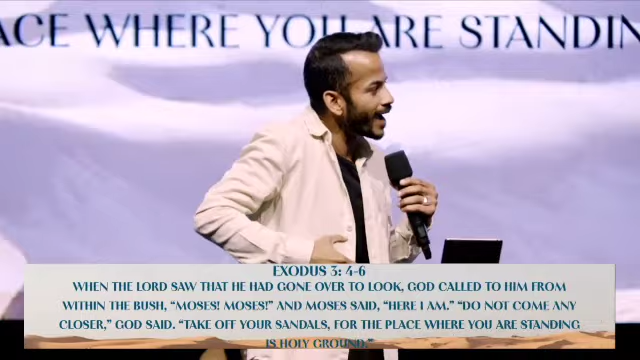 ACE WHERE YOU ARE STANDIN
EXODUS 3: 4-6
WHEN THE LORD SAW THAT HE HAD GONE OVER TO LOOK, GOD CALLED TO HIM FROM
WITHIN THE BUSH, “MOSES! MOSES!” AND MOSES SAID, “HERE I AM.” “DO NOT COME ANY
CLOSER,” GOD SAID. “TAKE OFF YOUR SANDALS, FOR THE PLACE WHERE YOU ARE STANDING
IS HOLY GROUND.”